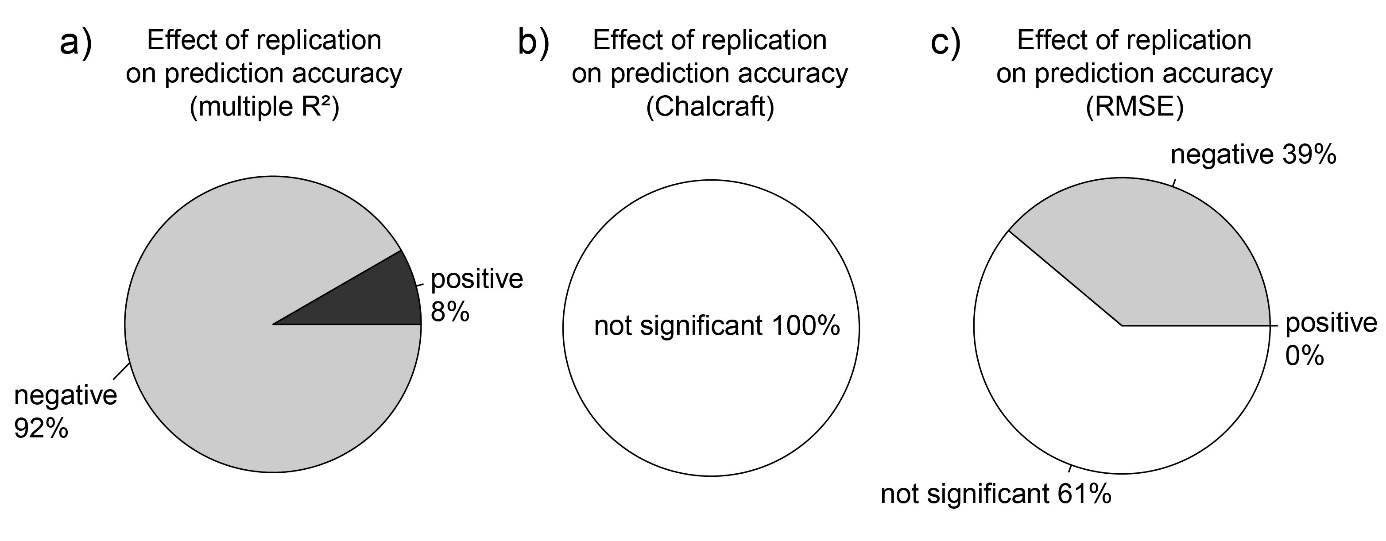 a)
Effect of replication
on prediction accuracy
(multiple R²)
positive
8%
negative
92%
b)
Effect of replication
on prediction accuracy
(Chalcraft)
not significant 100%
c)
Effect of replication
on prediction accuracy
(RMSE)
negative 39%
positive
0%
not significant 61%